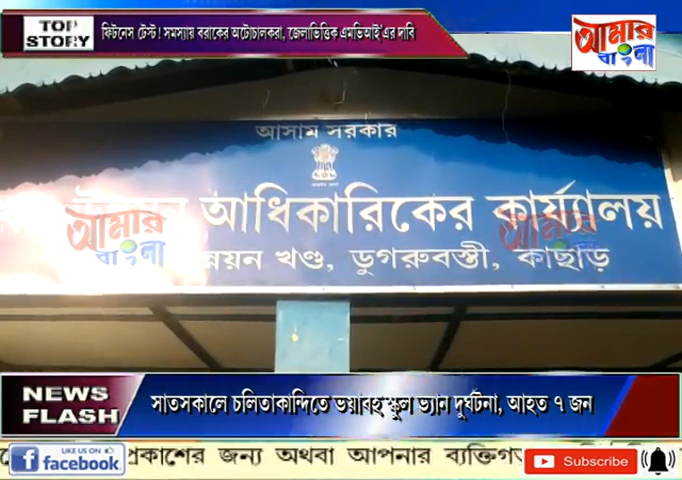 TOP STORY
ফিটনেস টেস্ট! সমস্যায় বরাকের অটোচালকরা, জেলাভিত্তিক এমভিআই'এর দাবি
আমার বাংলা
আসাম সরকার
আধিকারিকের কার্য্যালয়
আমার বাংলা
আমার বাংলা
খণ্ড, ডুগরুবস্তী, কাছাড়
NEWS FLASH
সাতসকালে চলিতাকান্দিতে ভয়াবহ স্কুল ভ্যান দুর্ঘটনা, আহত ৭ জন
LIKE US ON
facebook
প্রকাশের জন্য অথবা আপনার ব্যক্তিগত
Subscribe